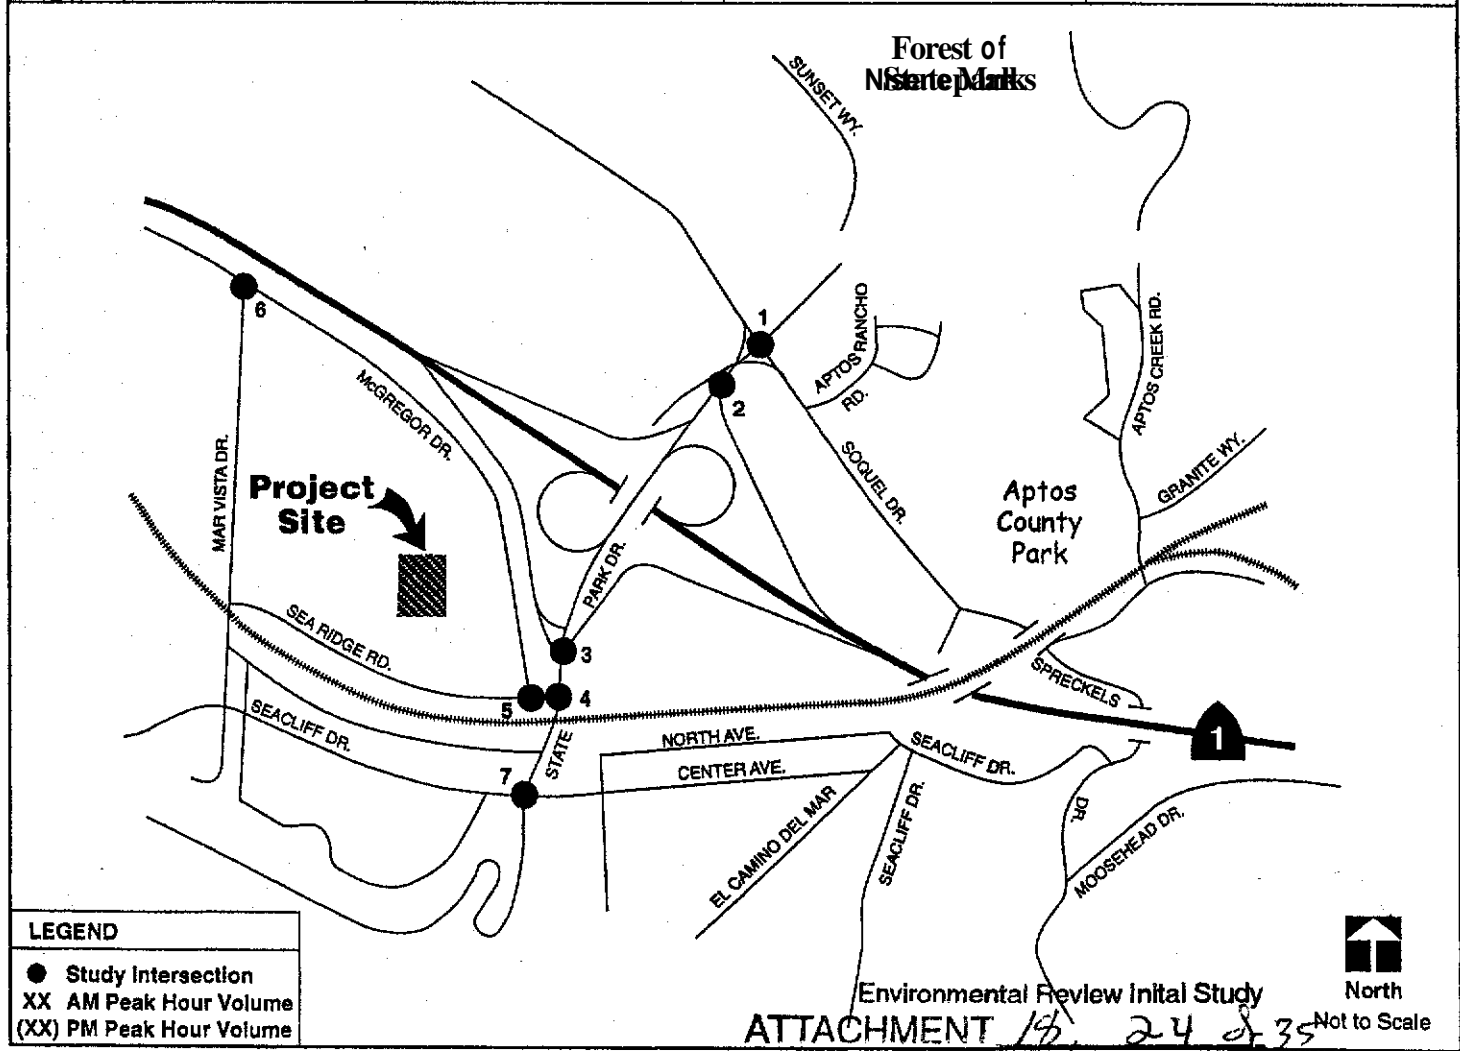 Forest of
SUNSET WY.
1
APTOS RANCHO
RD.
APTOS CREEK RD.
6
2
McGREGOR DR.
MAR VISTA DR.
SOQUEL DR.
GRANITE WY.
Project
Site
Aptos
County
Park
PARK DR.
SEA RIDGE RD.
3
SPRECKELS
5
4
SEACLIFF DR.
STATE
NORTH AVE.
SEACLIFF DR.
1
7
CENTER AVE.
EL CAMINO DEL MAR
SEACLIFF DR.
DR.
MOOSEHEAD DR.
LEGEND
Study Intersection
XX AM Peak Hour Volume
(XX) PM Peak Hour Volume
North
Not to Scale
Environmental Review Inital Study
ATTACHMENT 18, 24 of 35